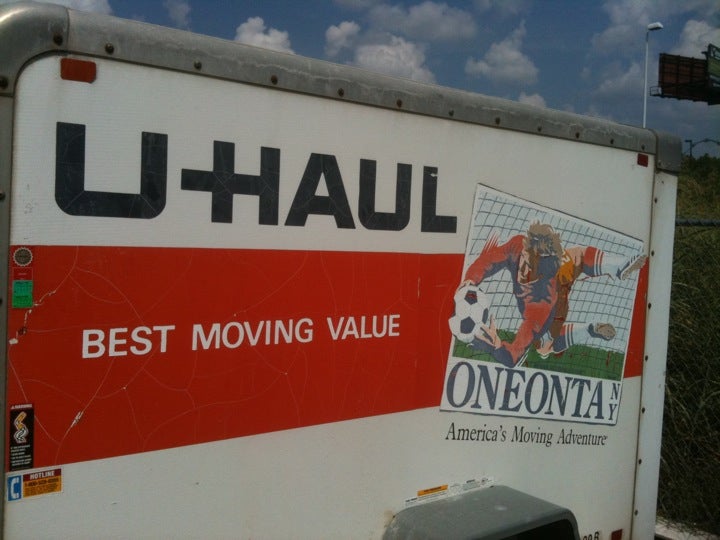 U-HAUL
BEST MOVING VALUE
ONEONTA NY
America's Moving Adventure
HOTLINE